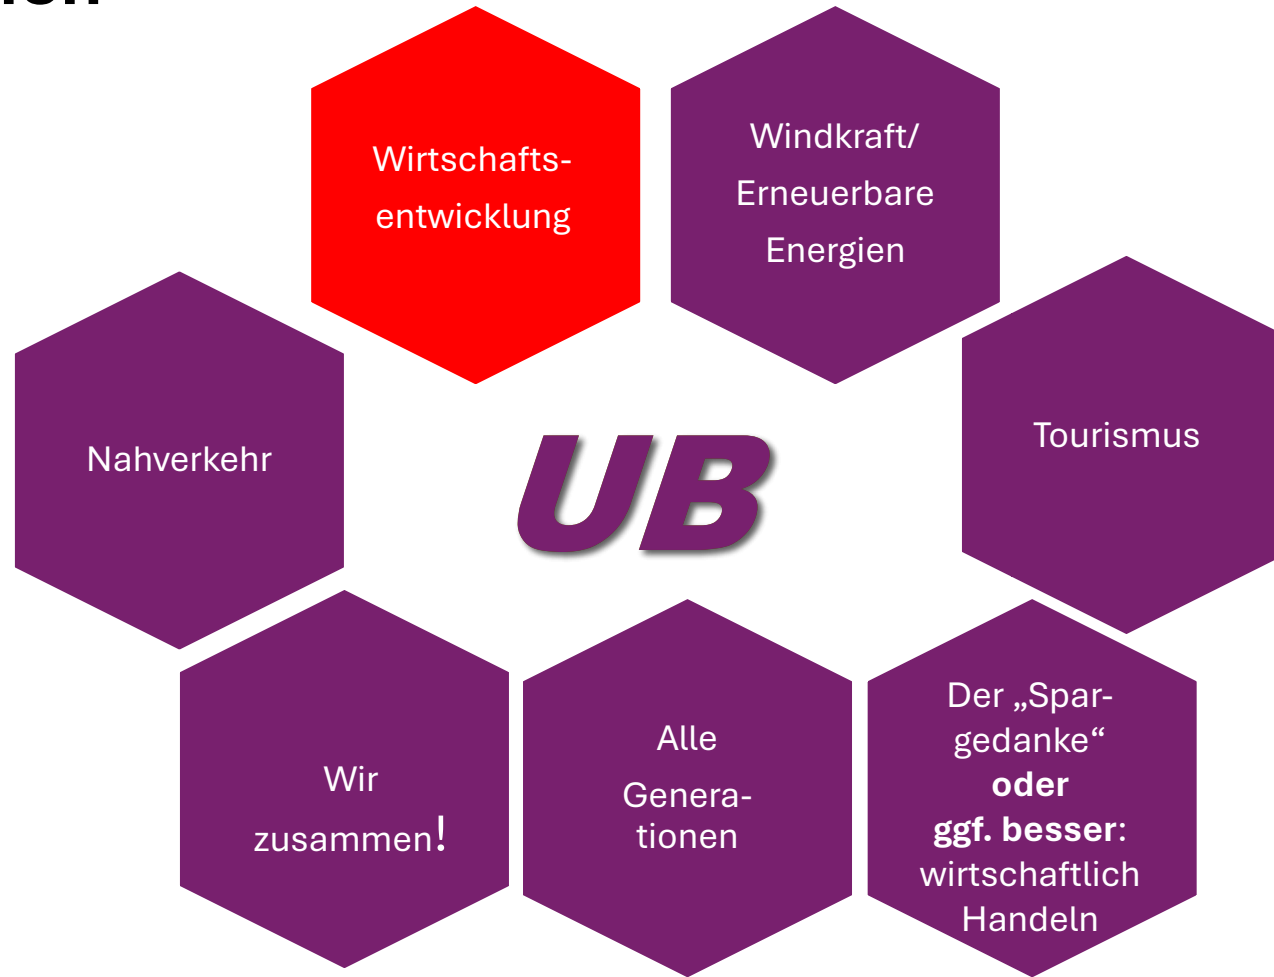 Wirtschafts-
entwicklung
Windkraft/
Erneuerbare
Energien
Nahverkehr
Tourismus
UB
Wir
zusammen!
Alle
Genera-
tionen
Der „Spar-
gedanke“
oder
ggf. besser:
wirtschaftlich
Handeln